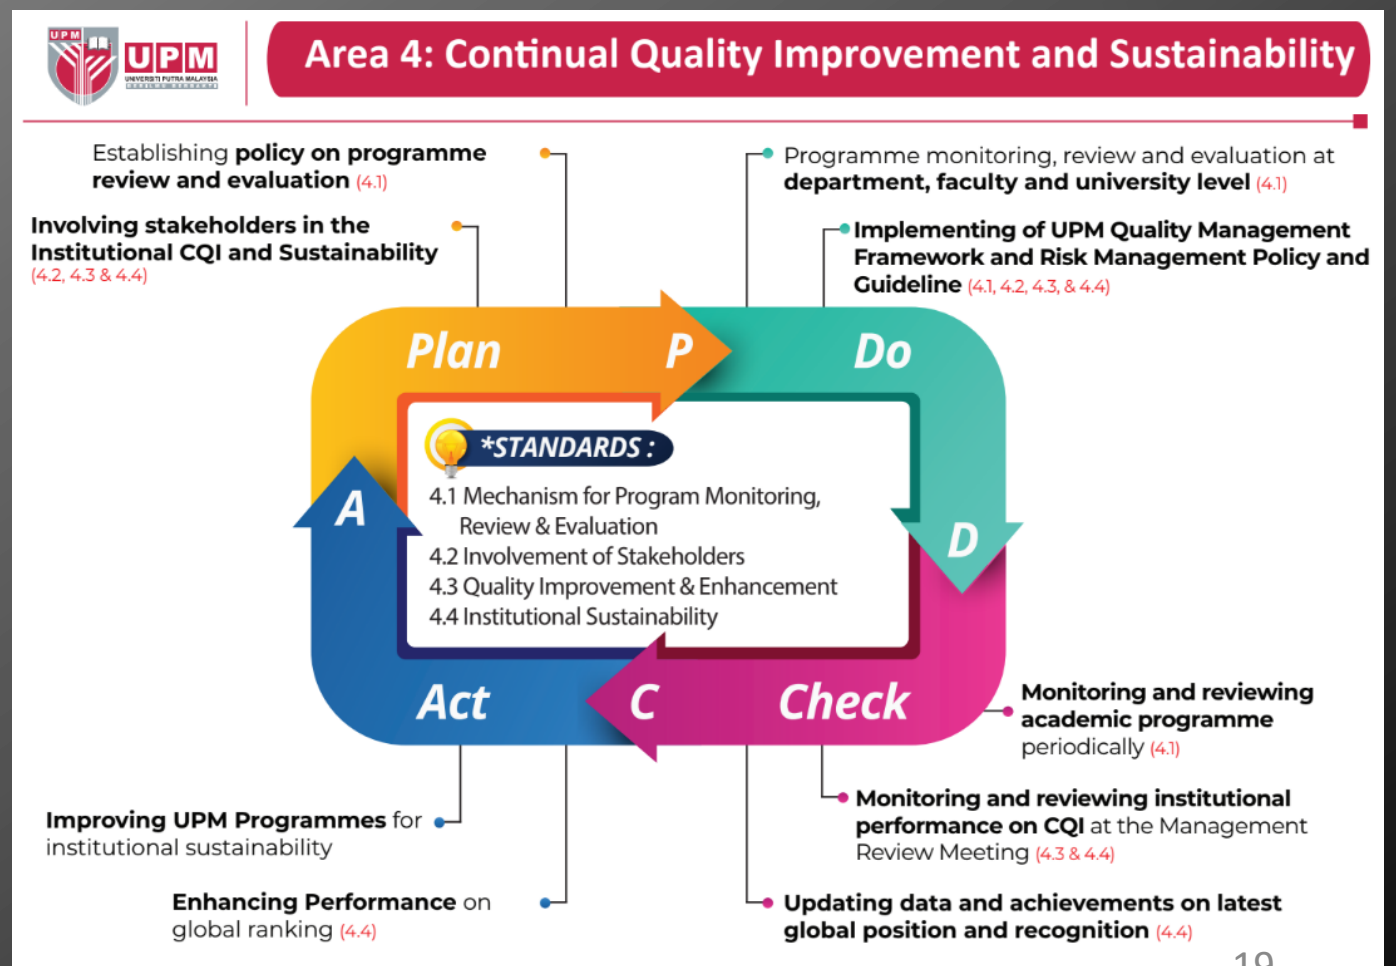 UPM
UPM
UNIVERSITI PUTRA MALAYSIA
BERILMU BERBAKTI
Area 4: Continual Quality Improvement and Sustainability
Establishing policy on programme
review and evaluation (4.1)
Involving stakeholders in the
Institutional CQI and Sustainability
(4.2, 4.3 & 4.4)
Programme monitoring, review and evaluation at
department, faculty and university level (4.1)
Implementing of UPM Quality Management
Framework and Risk Management Policy and
Guideline (4.1, 4.2, 4.3, & 4.4)
Plan
P
Do
D
*STANDARDS :
4.1 Mechanism for Program Monitoring,
Review & Evaluation
4.2 Involvement of Stakeholders
4.3 Quality Improvement & Enhancement
4.4 Institutional Sustainability
A
Act
C
Check
Monitoring and reviewing
academic programme
periodically (4.1)
Monitoring and reviewing institutional
performance on CQI at the Management
Review Meeting (4.3 & 4.4)
Updating data and achievements on latest
global position and recognition (4.4)
Improving UPM Programmes for
institutional sustainability
Enhancing Performance on
global ranking (4.4)
19